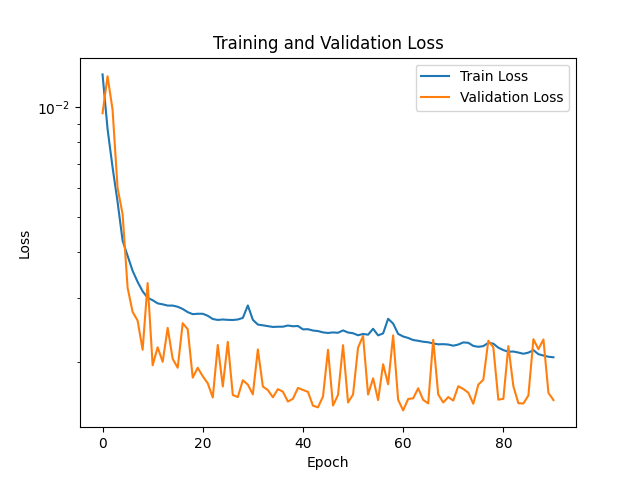 Training and Validation Loss
Train Loss
Validation Loss
10⁻²
Loss
0 20 40 60 80
Epoch